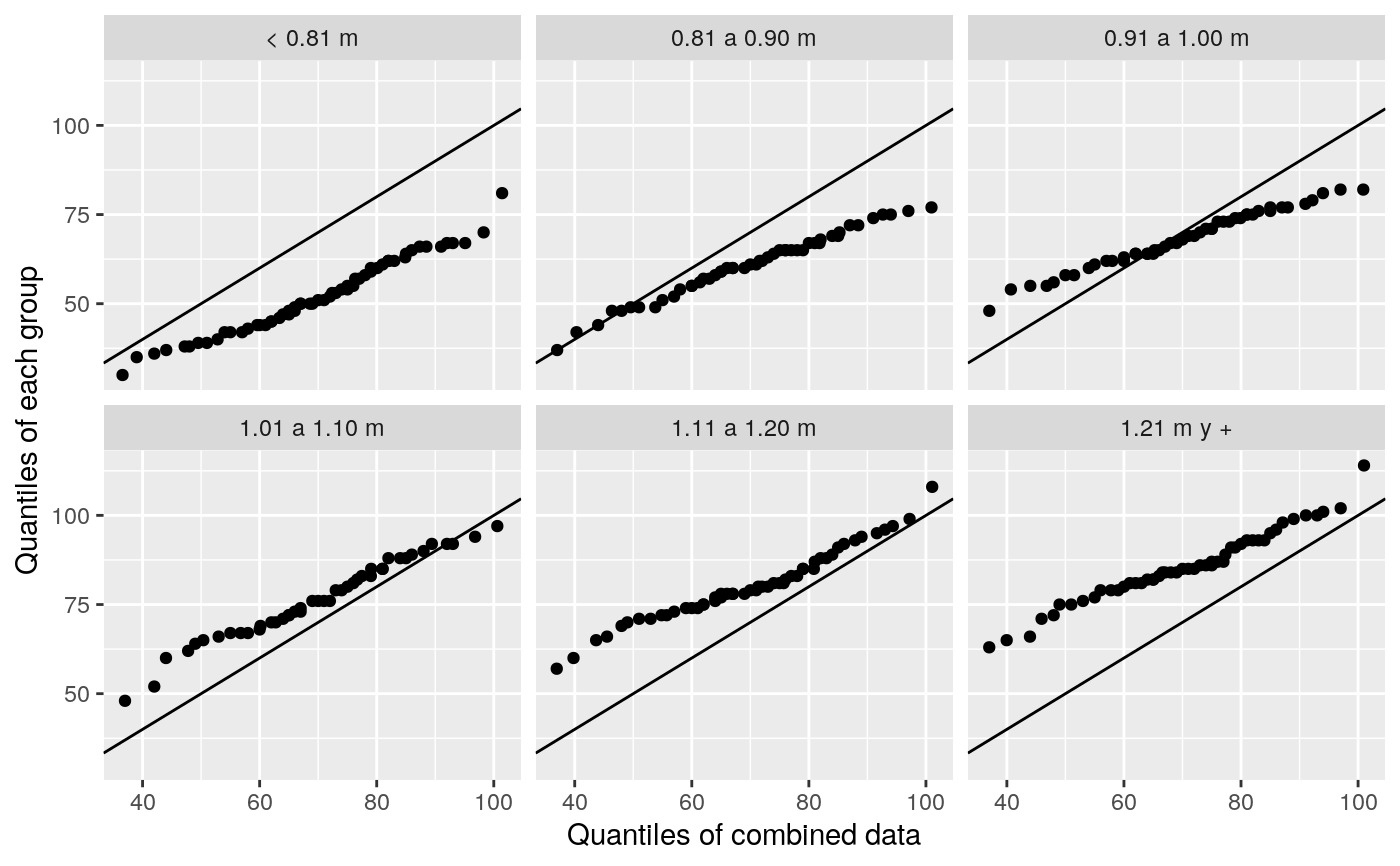 < 0.81 m
0.81 a 0.90 m
0.91 a 1.00 m
100
75
50
1.01 a 1.10 m
1.11 a 1.20 m
1.21 m y +
100
75
50
40 60 80 100
40 60 80 100
40 60 80 100
Quantiles of combined data
Quantiles of each group